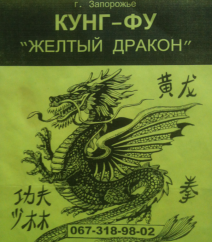 г. Запорожье
КУНГ-ФУ
"ЖЕЛТЫЙ ДРАКОН"
黄龙
功夫
少林
拳
067-318-98-02